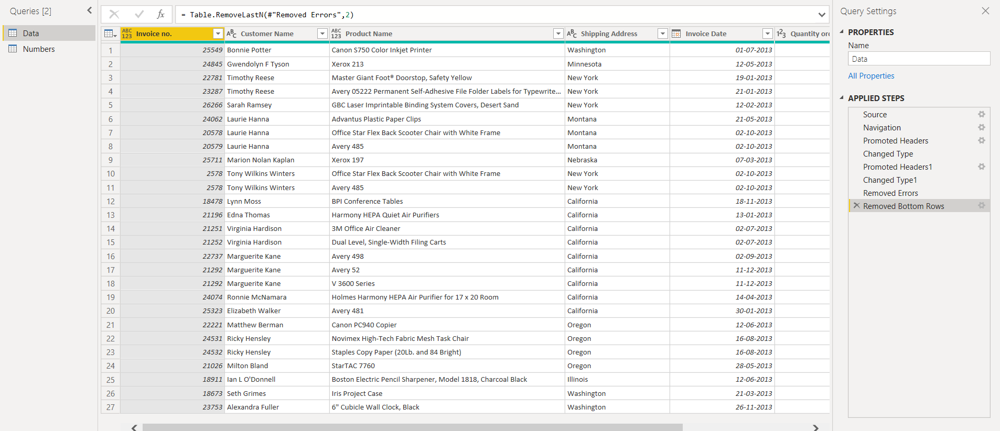 Queries [2]
Data
Numbers
fx
= Table.RemoveLastN(#"Removed Errors",2)
ABC 123 Invoice no. ABC Customer Name ABC 123 Product Name ABC Shipping Address Invoice Date 123 Quantity or
1 25549 Bonnie Potter Canon S750 Color Inkjet Printer Washington 01-07-2013
2 24845 Gwendolyn F Tyson Xerox 213 Minnesota 12-05-2013
3 22781 Timothy Reese Master Giant Foot® Doorstop, Safety Yellow New York 19-01-2013
4 23287 Timothy Reese Avery 05222 Permanent Self-Adhesive File Folder Labels for Typewrite... New York 21-01-2013
5 26266 Sarah Ramsey GBC Laser Imprintable Binding System Covers, Desert Sand New York 12-02-2013
6 24062 Laurie Hanna Advantus Plastic Paper Clips Montana 21-05-2013
7 20578 Laurie Hanna Office Star Flex Back Scooter Chair with White Frame Montana 02-10-2013
8 20579 Laurie Hanna Avery 485 Montana 02-10-2013
9 25711 Marion Nolan Kaplan Xerox 197 Nebraska 07-03-2013
10 2578 Tony Wilkins Winters Office Star Flex Back Scooter Chair with White Frame New York 02-10-2013
11 2578 Tony Wilkins Winters Avery 485 New York 02-10-2013
12 18478 Lynn Moss BPI Conference Tables California 18-11-2013
13 21196 Edna Thomas Harmony HEPA Quiet Air Purifiers California 13-01-2013
14 21251 Virginia Hardison 3M Office Air Cleaner California 02-07-2013
15 21252 Virginia Hardison Dual Level, Single-Width Filing Carts California 02-07-2013
16 22737 Marguerite Kane Avery 498 California 02-09-2013
17 21292 Marguerite Kane Avery 52 California 11-12-2013
18 21292 Marguerite Kane V 3600 Series California 11-12-2013
19 24074 Ronnie McNamara Holmes Harmony HEPA Air Purifier for 17 x 20 Room California 14-04-2013
20 25323 Elizabeth Walker Avery 481 California 30-01-2013
21 22221 Matthew Berman Canon PC940 Copier Oregon 12-06-2013
22 24531 Ricky Hensley Novimex High-Tech Fabric Mesh Task Chair Oregon 16-08-2013
23 24532 Ricky Hensley Staples Copy Paper (20Lb. and 84 Bright) Oregon 16-08-2013
24 21026 Milton Bland StarTAC 7760 Oregon 28-05-2013
25 18911 Ian L O'Donnell Boston Electric Pencil Sharpener, Model 1818, Charcoal Black Illinois 12-06-2013
26 18673 Seth Grimes Iris Project Case Washington 21-03-2013
27 23753 Alexandra Fuller 6" Cubicle Wall Clock, Black Washington 26-11-2013
Query Settings
PROPERTIES
Name
Data
All Properties
APPLIED STEPS
Source
Navigation
Promoted Headers
Changed Type
Promoted Headers1
Changed Type1
Removed Errors
Removed Bottom Rows